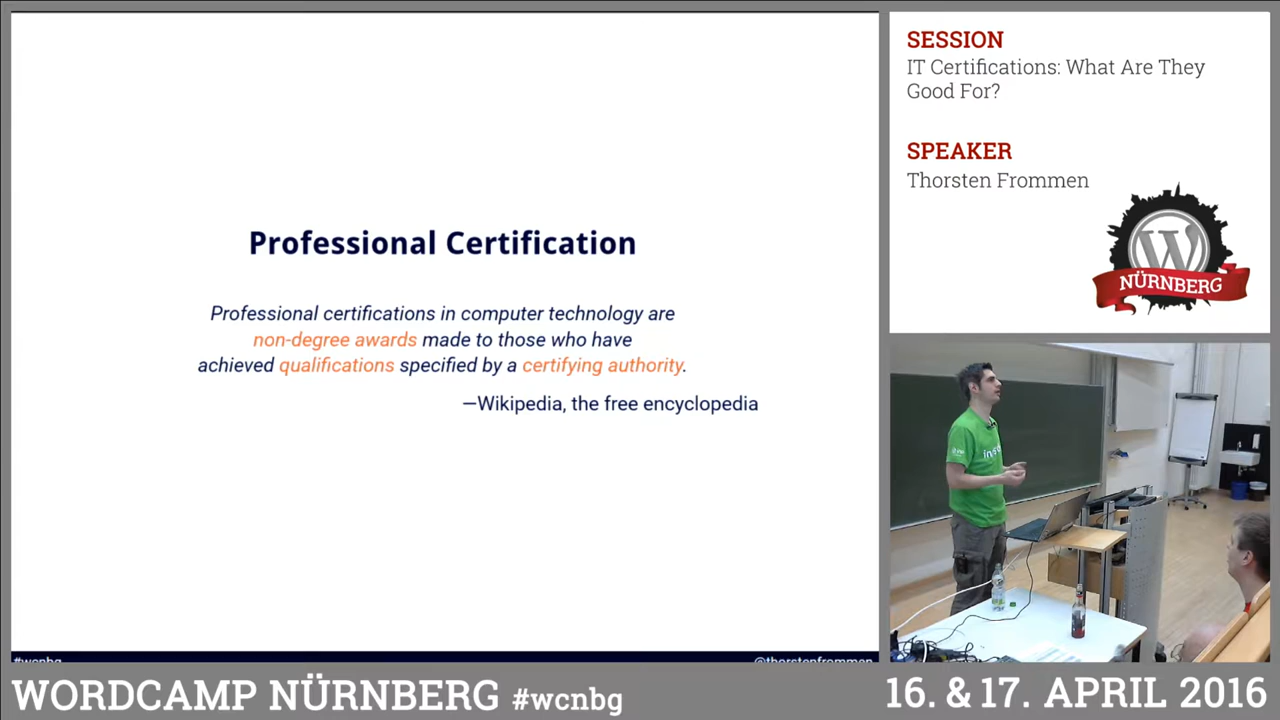 Professional Certification
Professional certifications in computer technology are
non-degree awards made to those who have
achieved qualifications specified by a certifying authority.
—Wikipedia, the free encyclopedia
#wcnbg
@thorstenfrommen
SESSION
IT Certifications: What Are They
Good For?
SPEAKER
Thorsten Frommen
W
NÜRNBERG
WORDCAMP NÜRNBERG #wcnbg
16. & 17. APRIL 2016